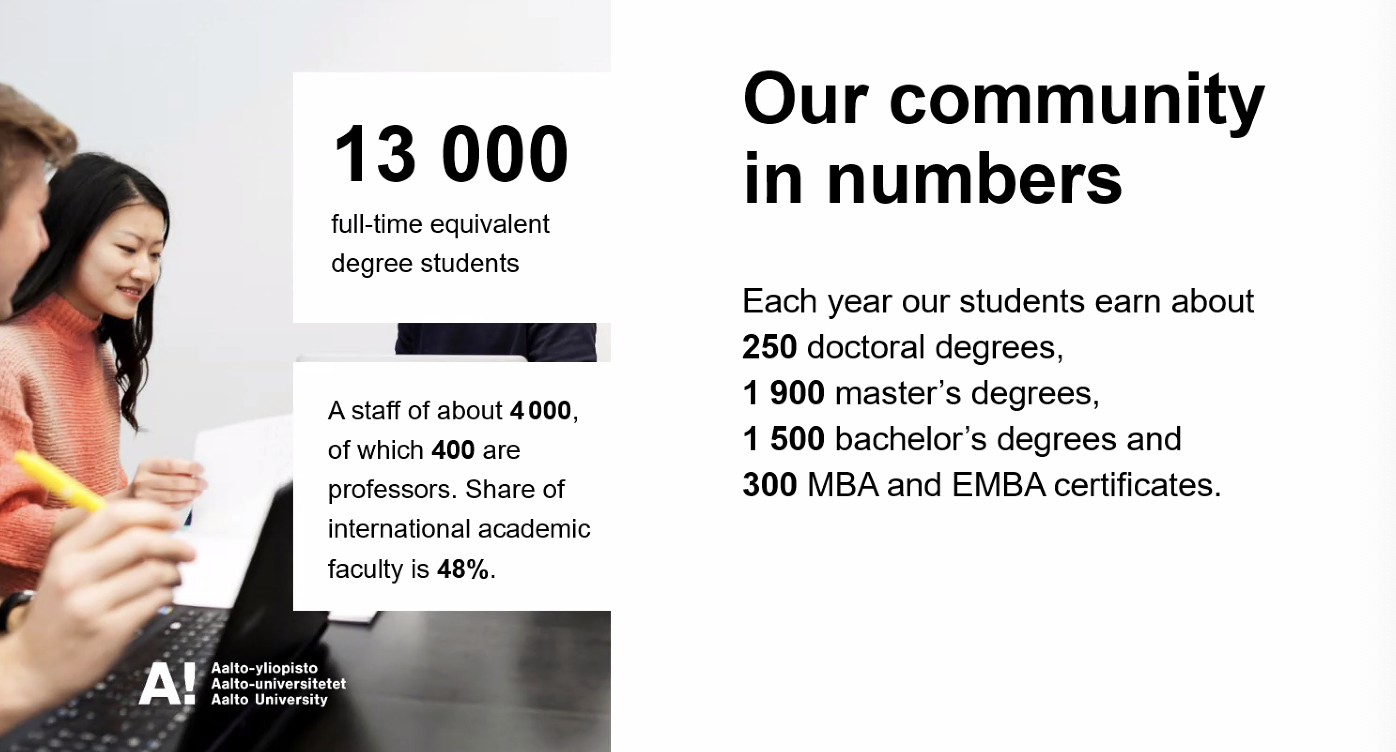 13 000
full-time equivalent
degree students
A staff of about 4 000,
of which 400 are
professors. Share of
international academic
faculty is 48%.
A! Aalto-yliopisto
Aalto-universitetet
Aalto University
Our community
in numbers
Each year our students earn about
250 doctoral degrees,
1 900 master’s degrees,
1 500 bachelor’s degrees and
300 MBA and EMBA certificates.